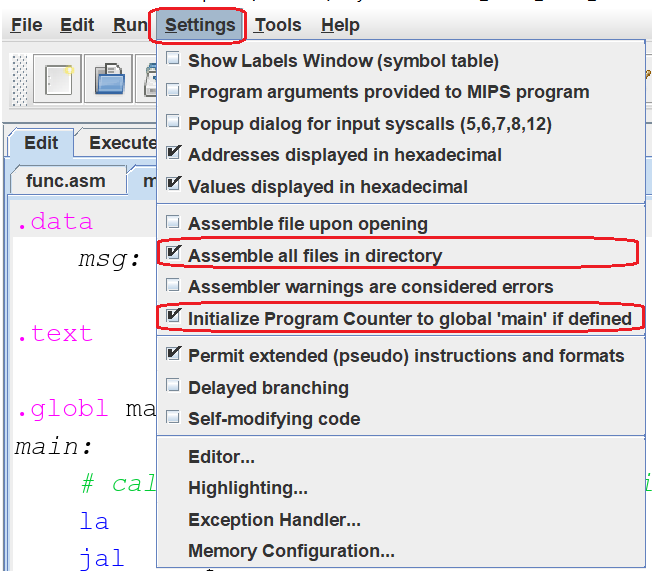 File Edit Run Settings Tools Help
Show Labels Window (symbol table)
Program arguments provided to MIPS program
Popup dialog for input syscalls (5,6,7,8,12)
Addresses displayed in hexadecimal
Values displayed in hexadecimal
Assemble file upon opening
Assemble all files in directory
Assembler warnings are considered errors
Initialize Program Counter to global 'main' if defined
Permit extended (pseudo) instructions and formats
Delayed branching
Self-modifying code
Editor...
Highlighting...
Exception Handler...
Memory Configuration...
Edit Execute
func.asm m
.data
msg:
.text
.globl ma
main:
# cal
la
jal